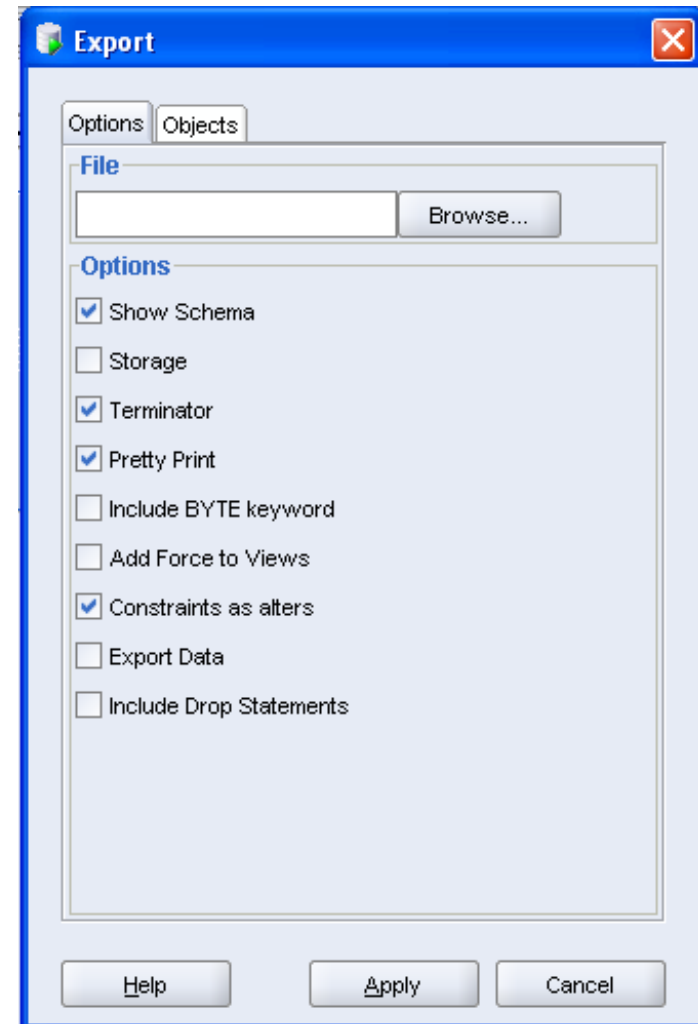 Export
Options Objects
File
Browse...
Options
Show Schema
Storage
Terminator
Pretty Print
Include BYTE keyword
Add Force to Views
Constraints as alters
Export Data
Include Drop Statements
Help Apply Cancel